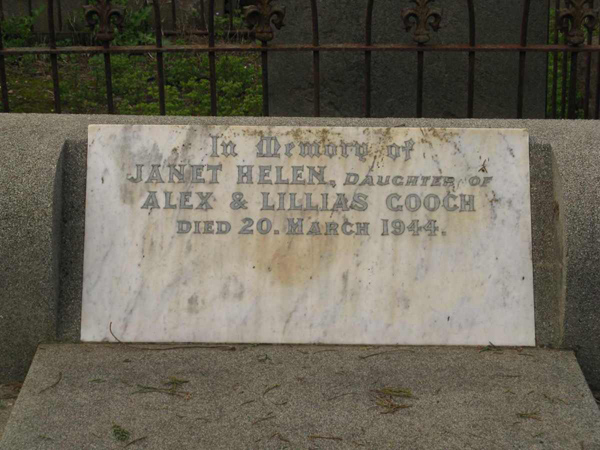 In Memory of
JANET HELEN, DAUGHTER OF
ALEX & LILLIAS GOOCH
DIED 20. MARCH 1944.